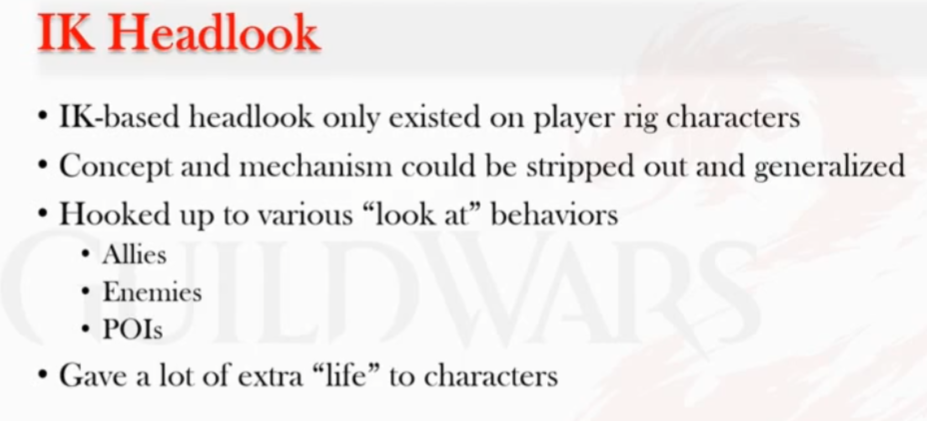 IK Headlook
• IK-based headlook only existed on player rig characters
• Concept and mechanism could be stripped out and generalized
• Hooked up to various “look at” behaviors
• Allies
• Enemies
• POIs
• Gave a lot of extra “life” to characters
GUILDWARS